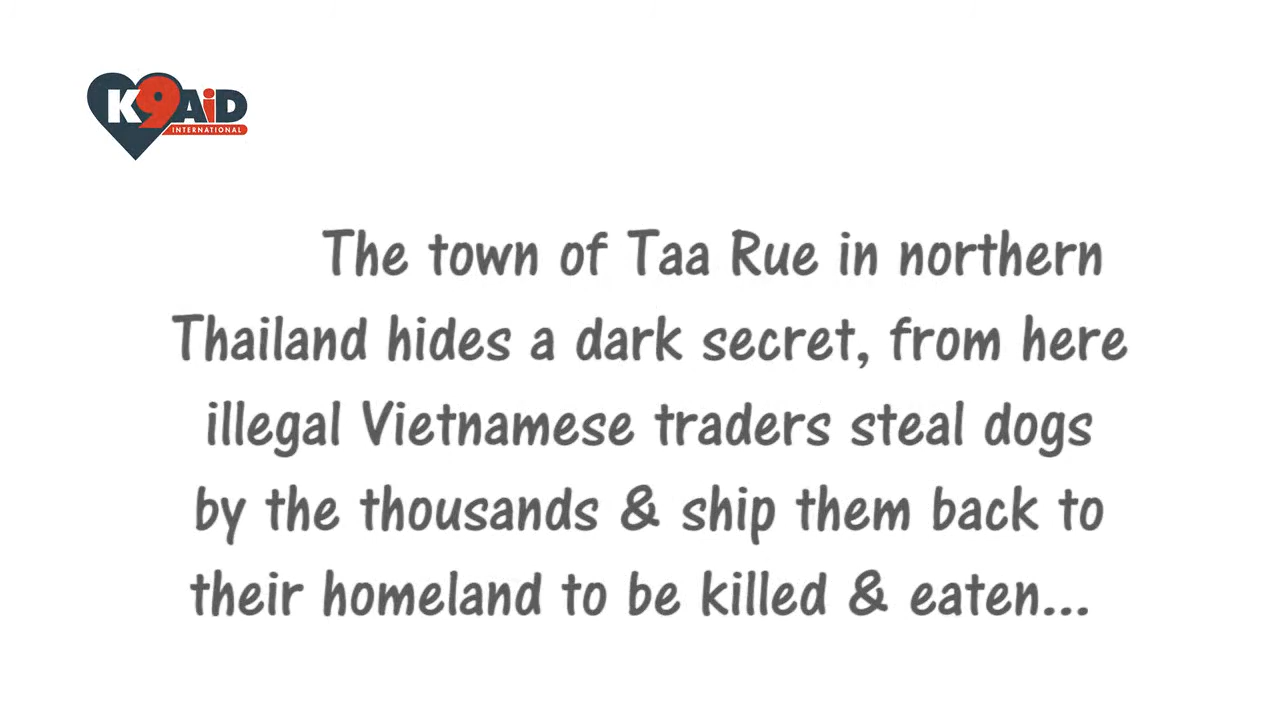 K9AiD
INTERNATIONAL
The town of Taa Rue in northern
Thailand hides a dark secret, from here
illegal Vietnamese traders steal dogs
by the thousands & ship them back to
their homeland to be killed & eaten...